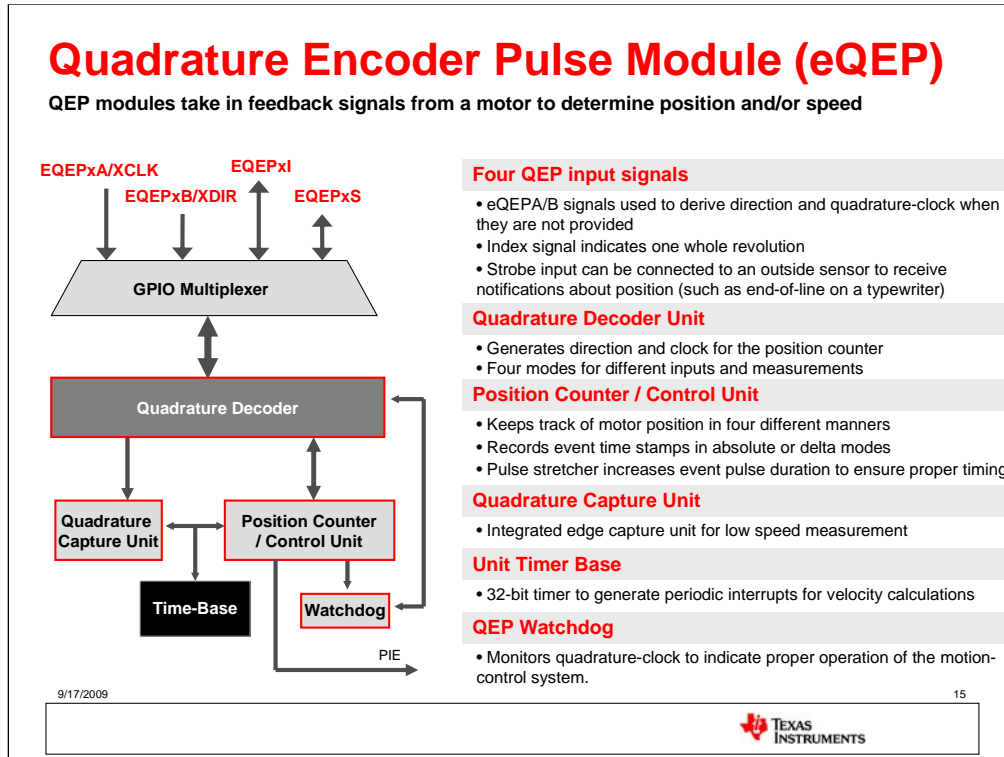 Quadrature Encoder Pulse Module (eQEP)
QEP modules take in feedback signals from a motor to determine position and/or speed
EQEPxA/XCLK
EQEPxB/XDIR
EQEPxI
EQEPxS
GPIO Multiplexer
Quadrature Decoder
Quadrature
Capture Unit
Position Counter
/ Control Unit
Time-Base
Watchdog
PIE
Four QEP input signals
• eQEPA/B signals used to derive direction and quadrature-clock when
they are not provided
• Index signal indicates one whole revolution
• Strobe input can be connected to an outside sensor to receive
notifications about position (such as end-of-line on a typewriter)
Quadrature Decoder Unit
• Generates direction and clock for the position counter
• Four modes for different inputs and measurements
Position Counter / Control Unit
• Keeps track of motor position in four different manners
• Records event time stamps in absolute or delta modes
• Pulse stretcher increases event pulse duration to ensure proper timing
Quadrature Capture Unit
• Integrated edge capture unit for low speed measurement
Unit Timer Base
• 32-bit timer to generate periodic interrupts for velocity calculations
QEP Watchdog
• Monitors quadrature-clock to indicate proper operation of the motion-
control system.
9/17/2009
15
TEXAS
INSTRUMENTS